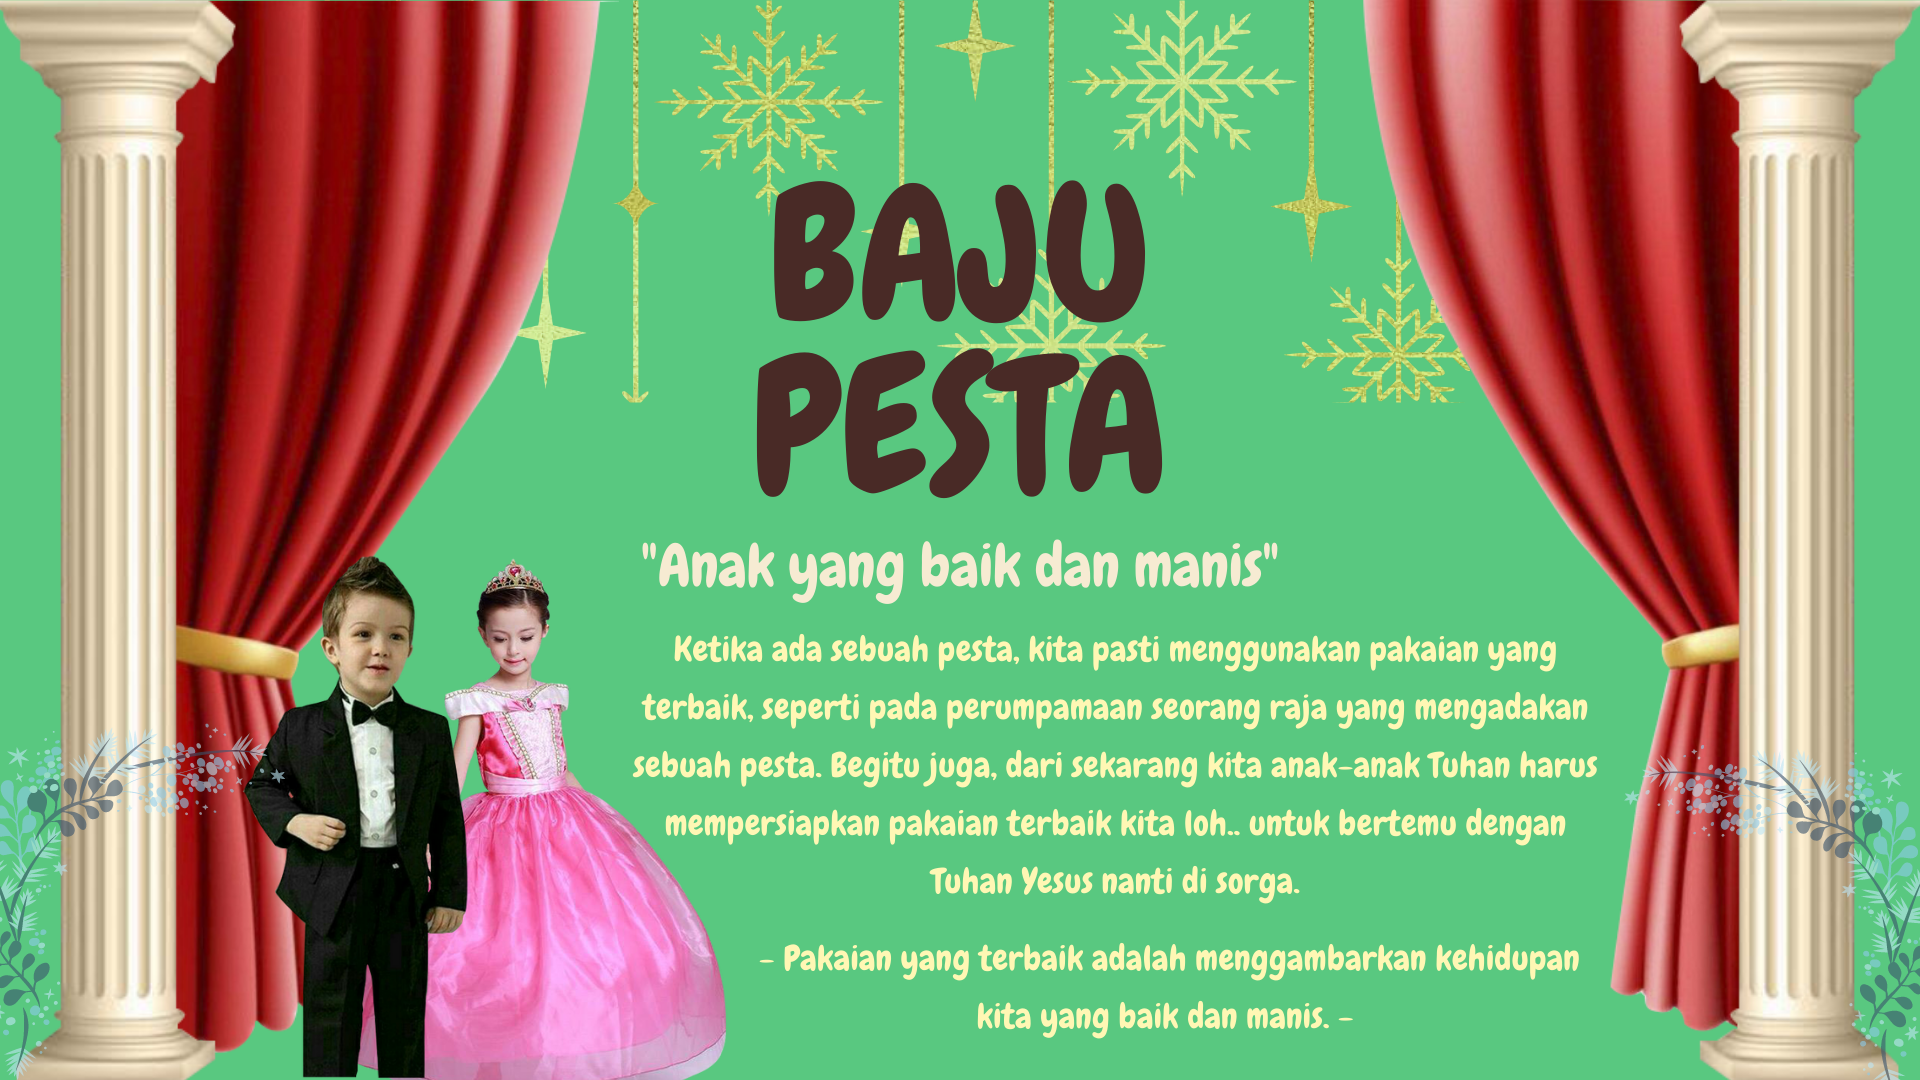 BAJU
PESTA
"Anak yang baik dan manis"
Ketika ada sebuah pesta, kita pasti menggunakan pakaian yang
terbaik, seperti pada perumpamaan seorang raja yang mengadakan
sebuah pesta. Begitu juga, dari sekarang kita anak-anak Tuhan harus
mempersiapkan pakaian terbaik kita loh.. untuk bertemu dengan
Tuhan Yesus nanti di sorga.
- Pakaian yang terbaik adalah menggambarkan kehidupan
kita yang baik dan manis. -